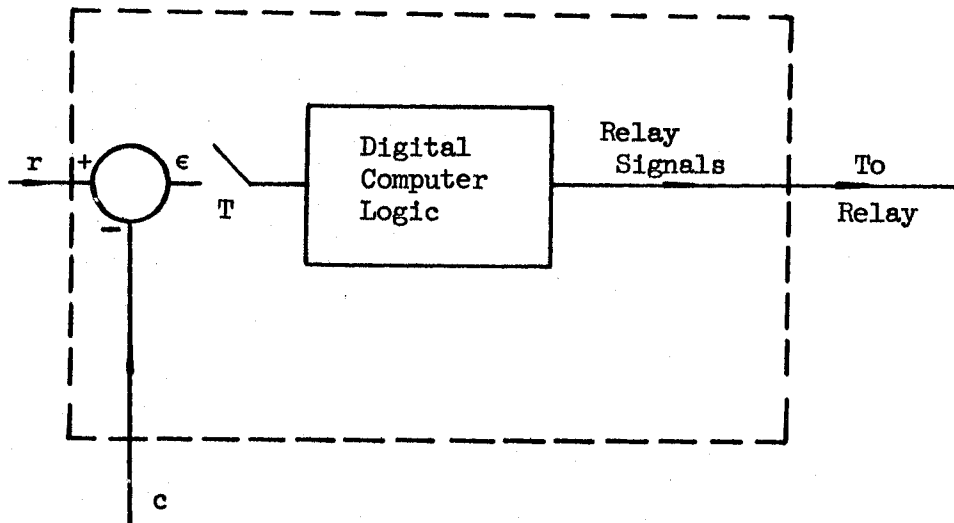 Digital
Computer
Logic
Relay
Signals
To
Relay
r
+
ϵ
T
−
c